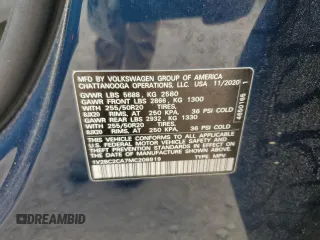 MFD. BY VOLKSWAGEN GROUP OF AMERICA
CHATTANOOGA OPERATIONS, LLC. USA 11/2020
GVWR LBS 5688, KG 2580
GAWR FRONT LBS 2866, KG 1300
WITH 255/50R20 TIRES,
8JX20 RIMS, AT 250 KPA, 36 PSI COLD
GAWR REAR LBS 2932, KG 1330
WITH 255/50R20 TIRES,
8JX20 RIMS, AT 250 KPA, 36 PSI COLD
THIS VEHICLE CONFORMS TO ALL APPLICABLE
FEDERAL MOTOR VEHICLE SAFETY AND
THEFT PREVENTION STANDARDS IN EFFECT ON
THE DATE OF MANUFACTURE SHOWN ABOVE.
TYPE: MPV
© DRIVEPLACE